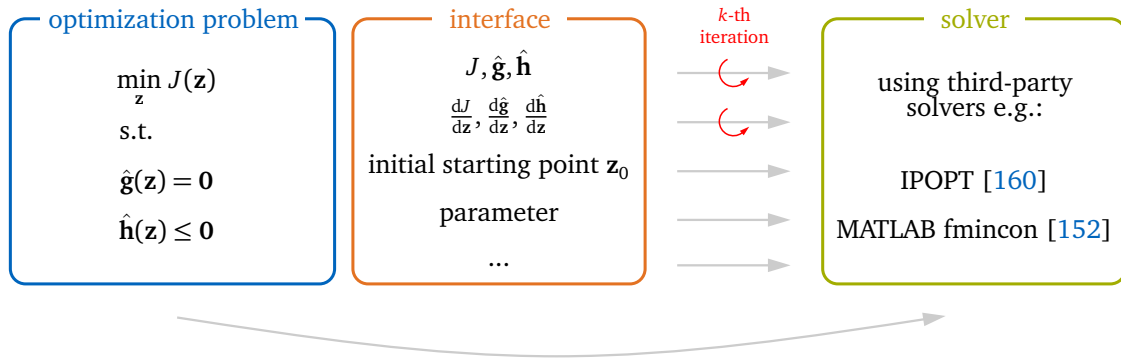 optimization problem
min J(z)
z
s.t.
ĝ(z) = 0
ĥ(z) ≤ 0
interface
J, ĝ, ĥ
dJ/dz, dĝ/dz, dĥ/dz
initial starting point z₀
parameter
...
k-th
iteration
solver
using third-party
solvers e.g.:
IPOPT [160]
MATLAB fmincon [152]